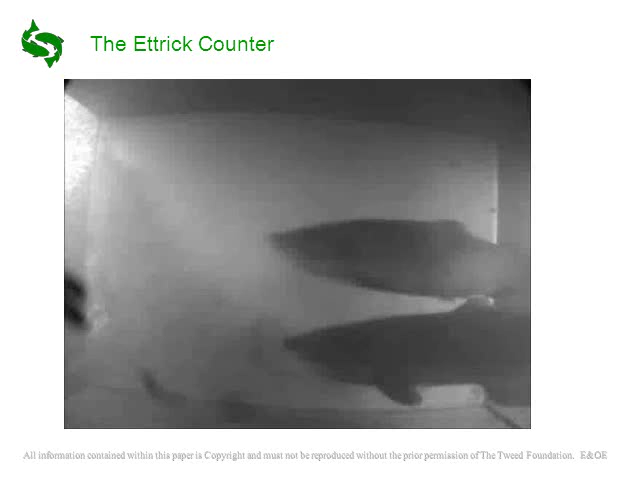 The Ettrick Counter
All information contained within this paper is Copyright and must not be reproduced without the prior permission of The Tweed Foundation. E&OE